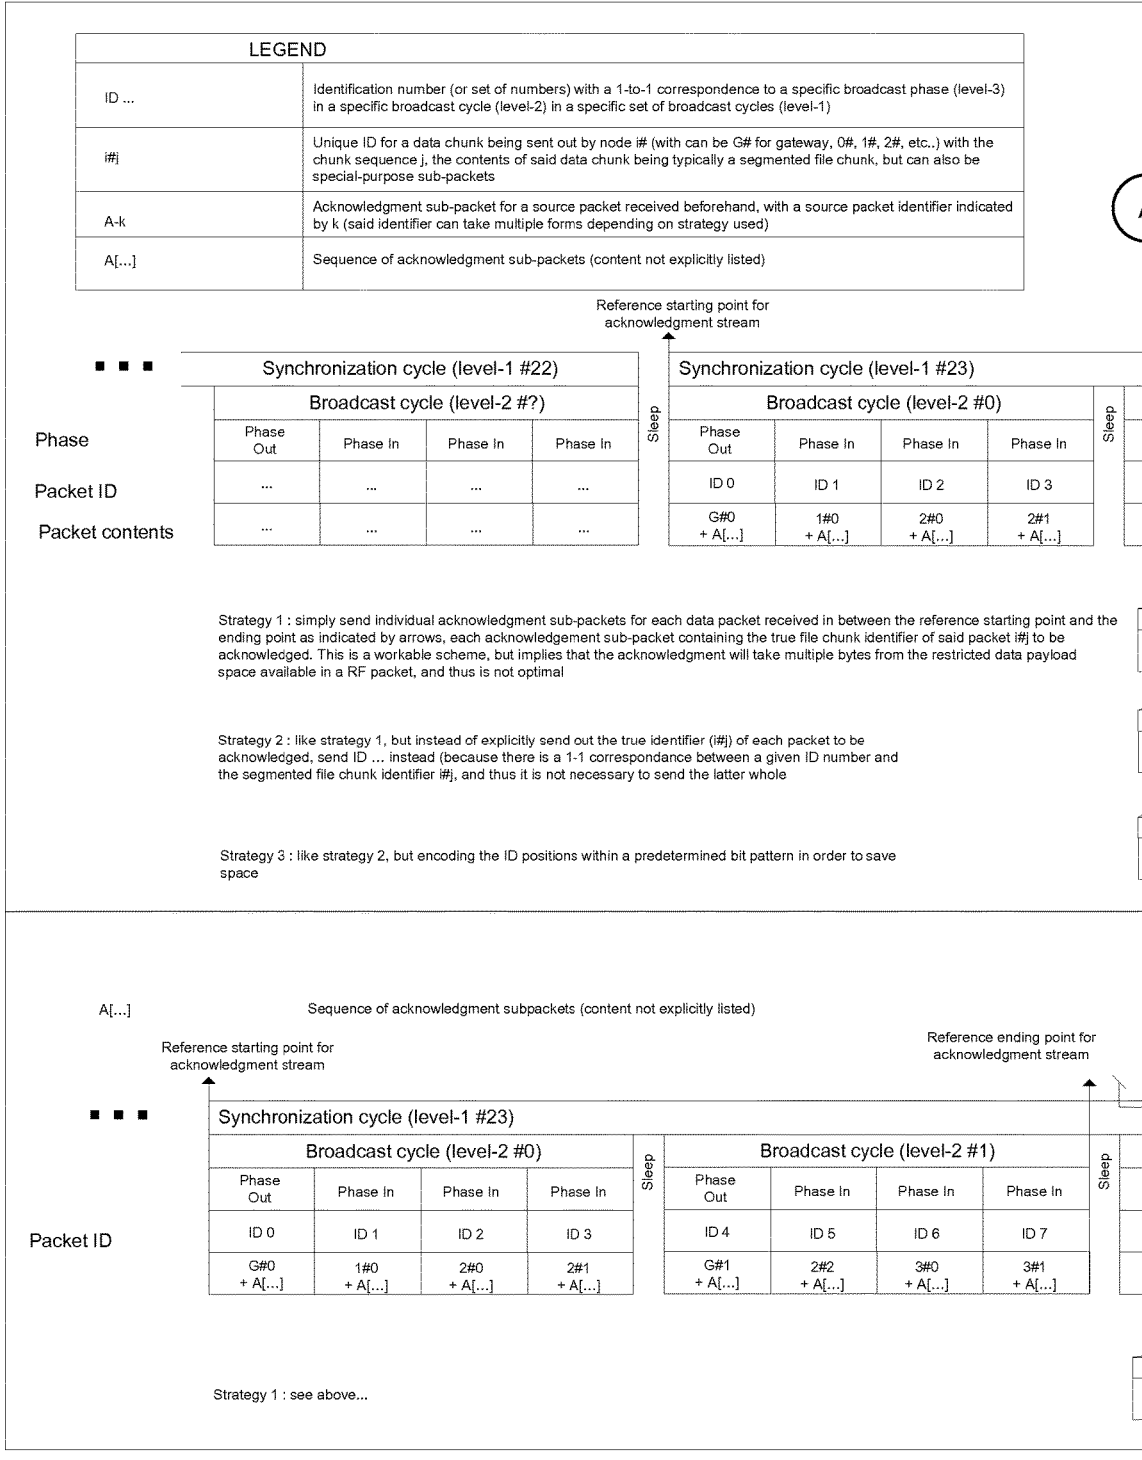 LEGEND
ID ...
Identification number (or set of numbers) with a 1-to-1 correspondence to a specific broadcast phase (level-3)
in a specific broadcast cycle (level-2) in a specific set of broadcast cycles (level-1)
i#j
Unique ID for a data chunk being sent out by node i# (with can be G# for gateway, 0#, 1#, 2#, etc..) with the
chunk sequence j, the contents of said data chunk being typically a segmented file chunk, but can also be
special-purpose sub-packets
A-k
Acknowledgment sub-packet for a source packet received beforehand, with a source packet identifier indicated
by k (said identifier can take multiple forms depending on strategy used)
A[...]
Sequence of acknowledgment sub-packets (content not explicitly listed)
Reference starting point for
acknowledgment stream
Synchronization cycle (level-1 #22)
Synchronization cycle (level-1 #23)
Broadcast cycle (level-2 #?)
Sleep
Broadcast cycle (level-2 #0)
Sleep
Phase
Phase Out
Phase In
Phase In
Phase In
Phase Out
Phase In
Phase In
Phase In
Packet ID
...
...
...
...
ID 0
ID 1
ID 2
ID 3
Packet contents
...
...
...
...
G#0
+ A[...]
1#0
+ A[...]
2#0
+ A[...]
2#1
+ A[...]
Strategy 1 : simply send individual acknowledgment sub-packets for each data packet received in between the reference starting point and the
ending point as indicated by arrows, each acknowledgement sub-packet containing the true file chunk identifier of said packet i#j to be
acknowledged. This is a workable scheme, but implies that the acknowledgment will take multiple bytes from the restricted data payload
space available in a RF packet, and thus is not optimal
Strategy 2 : like strategy 1, but instead of explicitly send out the true identifier (i#j) of each packet to be
acknowledged, send ID ... instead (because there is a 1-1 correspondance between a given ID number and
the segmented file chunk identifier i#j, and thus it is not necessary to send the latter whole
Strategy 3 : like strategy 2, but encoding the ID positions within a predetermined bit pattern in order to save
space
A[...]
Sequence of acknowledgment subpackets (content not explicitly listed)
Reference starting point for
acknowledgment stream
Reference ending point for
acknowledgment stream
Synchronization cycle (level-1 #23)
Broadcast cycle (level-2 #0)
Sleep
Broadcast cycle (level-2 #1)
Sleep
Phase Out
Phase In
Phase In
Phase In
Phase Out
Phase In
Phase In
Phase In
Packet ID
ID 0
ID 1
ID 2
ID 3
ID 4
ID 5
ID 6
ID 7
G#0
+ A[...]
1#0
+ A[...]
2#0
+ A[...]
2#1
+ A[...]
G#1
+ A[...]
2#2
+ A[...]
3#0
+ A[...]
3#1
+ A[...]
Strategy 1 : see above...